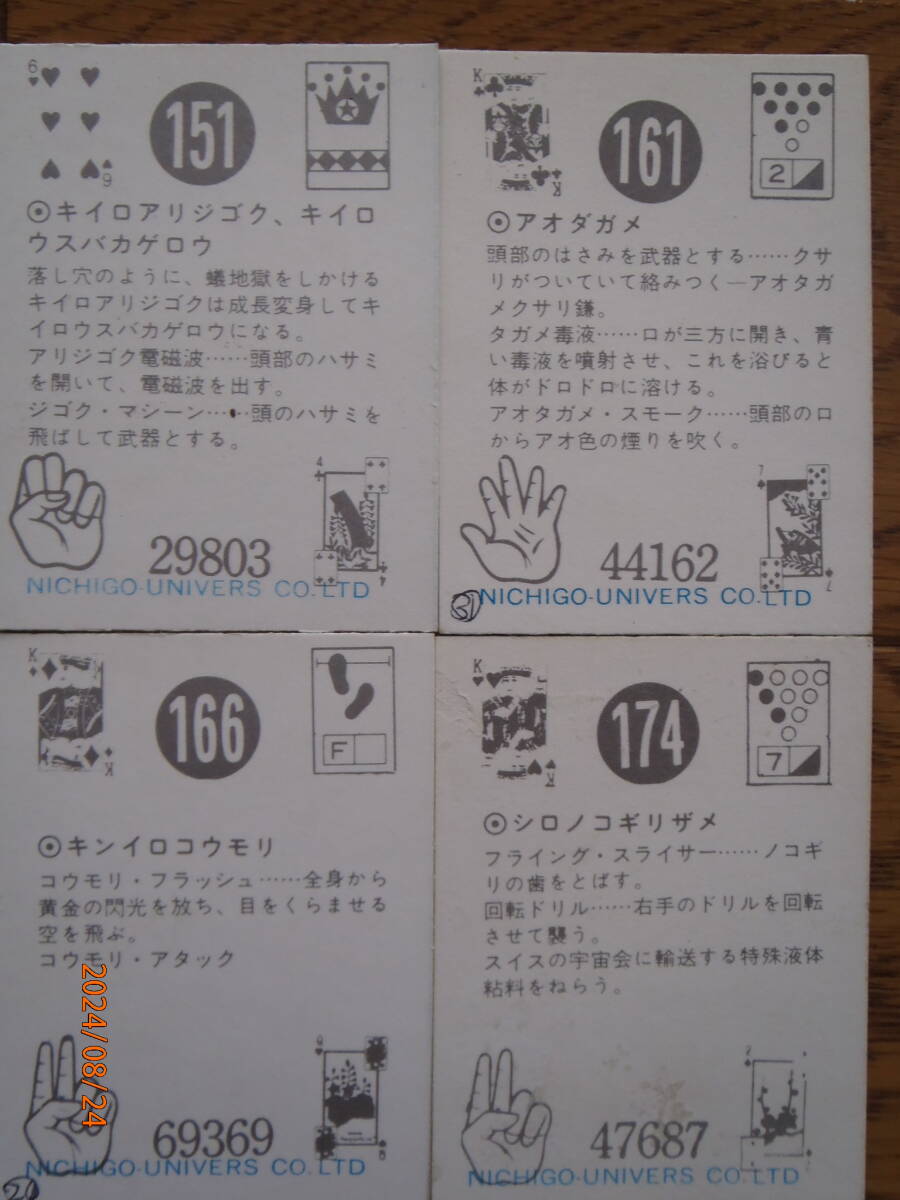 6
151
9
◉キイロアリジゴク、キイロ
ウスバカゲロウ
落し穴のように、蟻地獄をしかける
キイロアリジゴクは成長変身してキ
イロウスバカゲロウになる。
アリジゴク電磁波……頭部のハサミ
を開いて、電磁波を出す。
ジゴク・マシーン……頭のハサミを
飛ばして武器とする。
4
29803
4
NICHIGO-UNIVERS CO. LTD
K
161
2
K
◉アオダガメ
頭部のはさみを武器とする……クサ
リがついていて絡みつく―アオタガ
メクサリ鎌。
タガメ毒液……口が三方に開き、青
い毒液を噴射させ、これを浴びると
体がドロドロに溶ける。
アオタガメ・スモーク……頭部の口
からアオ色の煙りを吹く。
7
44162
7
31
NICHIGO-UNIVERS CO. LTD
K
166
F
K
◉キンイロコウモリ
コウモリ・フラッシュ……全身から
黄金の閃光を放ち、目をくらませる
空を飛ぶ。
コウモリ・アタック
69369
NICHIGO-UNIVERS CO. LTD
20
2024/08/24
K
174
7
K
◉シロノコギリザメ
フライング・スライサー……ノコギ
リの歯をとばす。
回転ドリル……右手のドリルを回転
させて襲う。
スイスの宇宙会に輸送する特殊液体
粘料をねらう。
47687
NICHIGO-UNIVERS CO. LTD